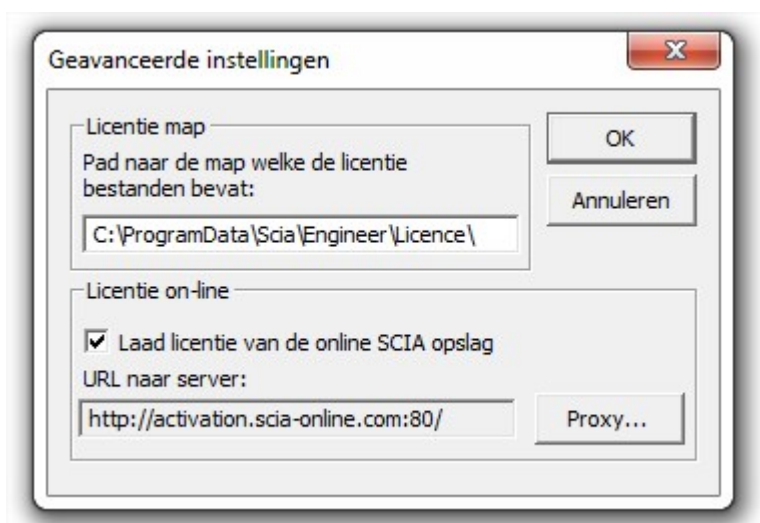 Geavanceerde instellingen
Licentie map
Pad naar de map welke de licentie
bestanden bevat:
C:\ProgramData\Scia\Engineer\Licence\
OK
Annuleren
Licentie on-line
Laad licentie van de online SCIA opslag
URL naar server:
http://activation.scia-online.com:80/
Proxy...